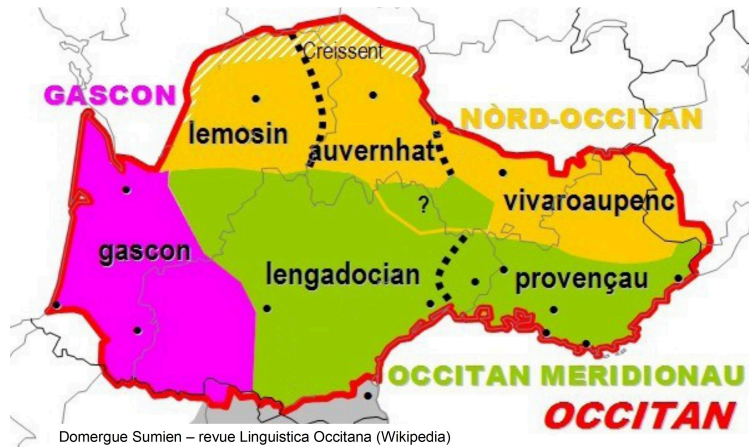 Creissent
GASCON
NÒRD-OCCITAN
lemosin
auvernhat
vivaroaupenc
?
gascon
lengadocian
provençau
OCCITAN MERIDIONAU
OCCITAN
Domergue Sumien – revue Linguistica Occitana (Wikipedia)